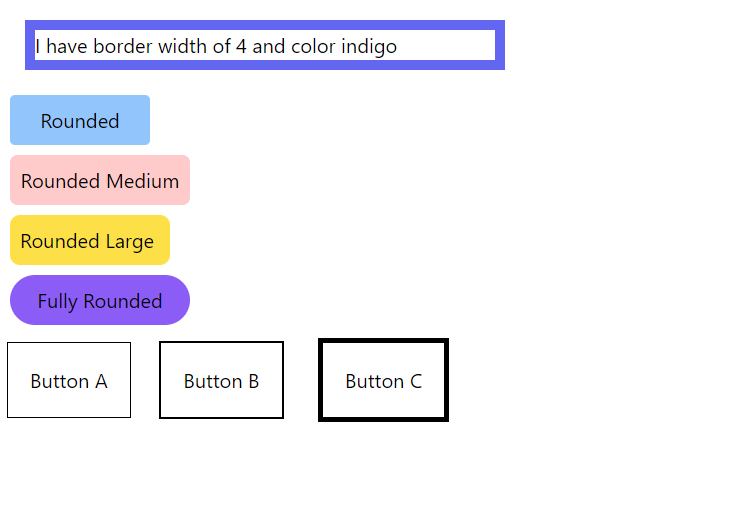 I have border width of 4 and color indigo
Rounded
Rounded Medium
Rounded Large
Fully Rounded
Button A Button B Button C